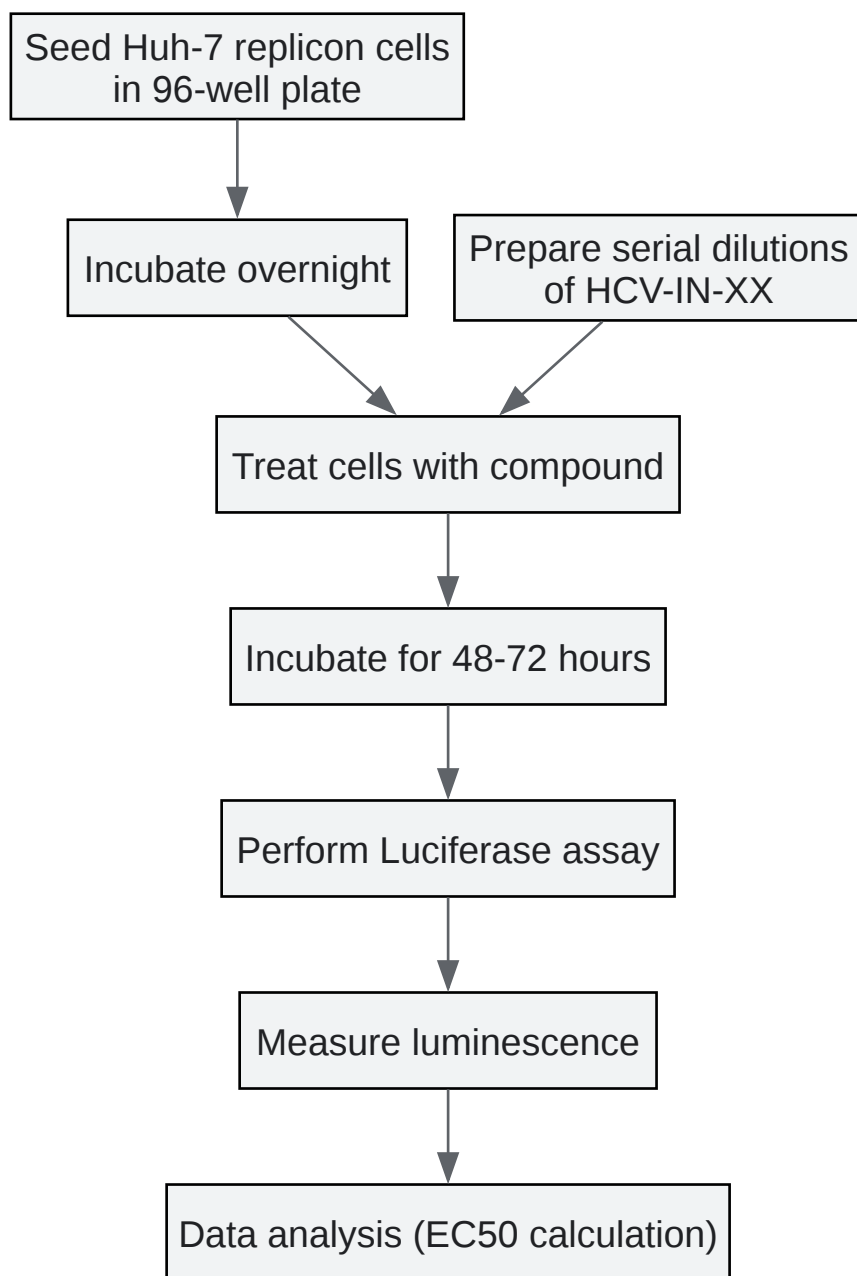 Seed Huh-7 replicon cells
in 96-well plate
Incubate overnight
Prepare serial dilutions
of HCV-IN-XX
Treat cells with compound
Incubate for 48-72 hours
Perform Luciferase assay
Measure luminescence
Data analysis (EC50 calculation)